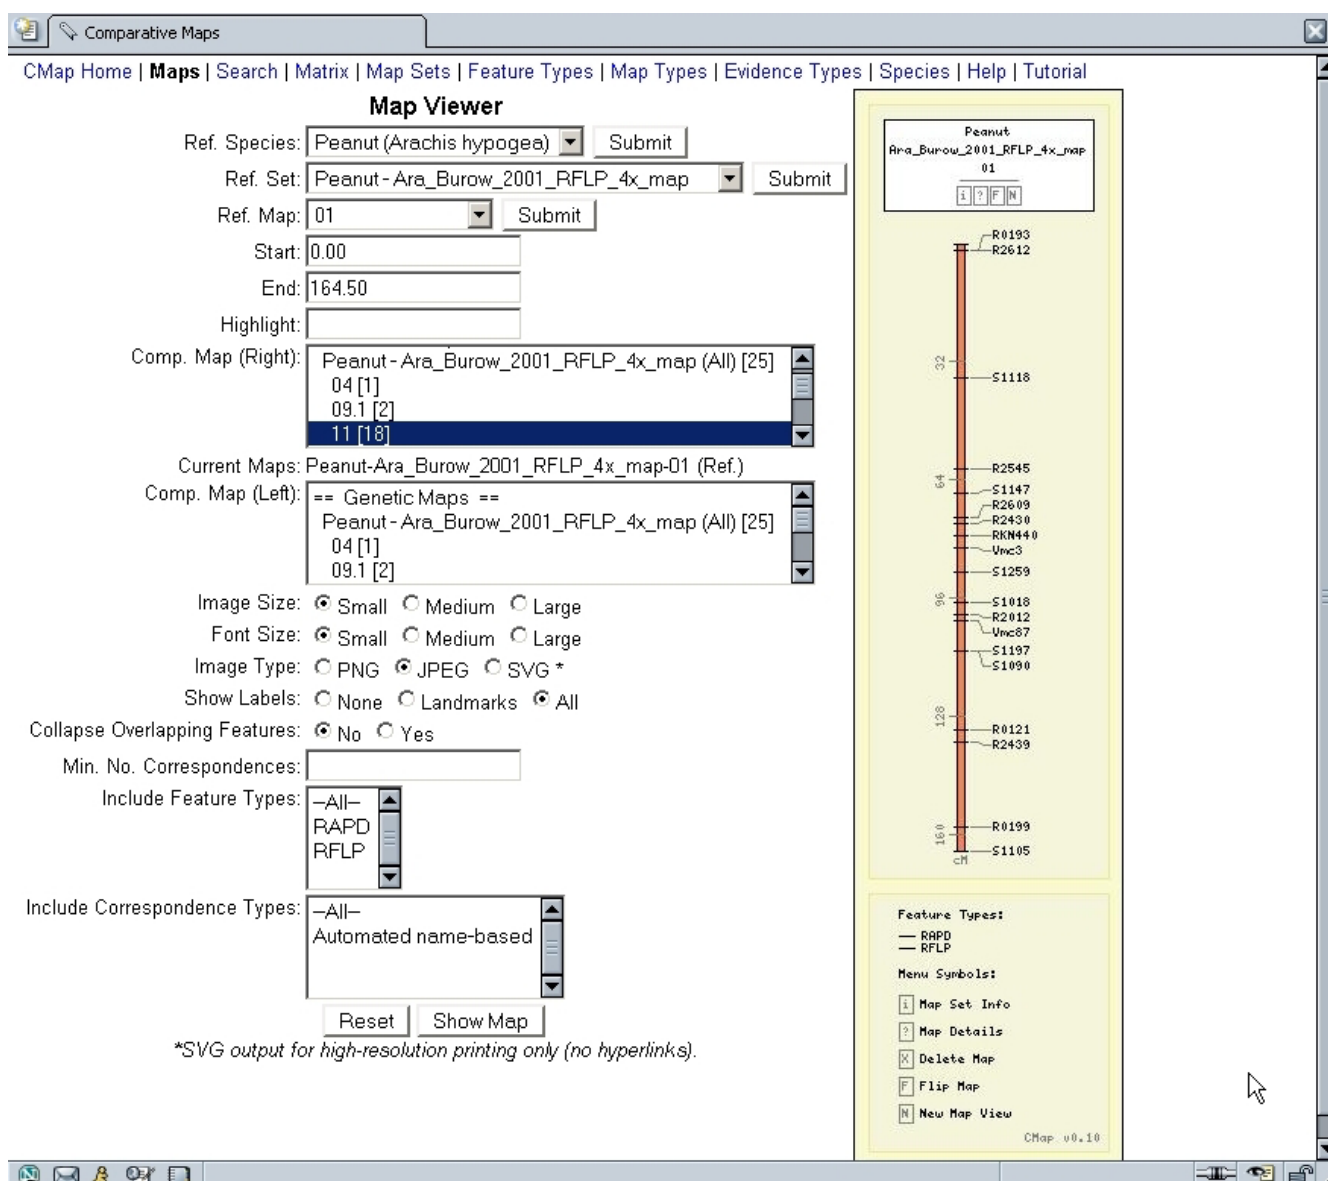 Comparative Maps
CMap Home | Maps | Search | Matrix | Map Sets | Feature Types | Map Types | Evidence Types | Species | Help | Tutorial
Map Viewer
Ref. Species: Peanut (Arachis hypogea) Submit
Ref. Set: Peanut - Ara_Burow_2001_RFLP_4x_map Submit
Ref. Map: 01 Submit
Start: 0.00
End: 164.50
Highlight:
Comp. Map (Right): Peanut - Ara_Burow_2001_RFLP_4x_map (All) [25]
04 [1]
09.1 [2]
11 [18]
Current Maps: Peanut-Ara_Burow_2001_RFLP_4x_map-01 (Ref.)
Comp. Map (Left): == Genetic Maps ==
Peanut - Ara_Burow_2001_RFLP_4x_map (All) [25]
04 [1]
09.1 [2]
Image Size: Small Medium Large
Font Size: Small Medium Large
Image Type: PNG JPEG SVG *
Show Labels: None Landmarks All
Collapse Overlapping Features: No Yes
Min. No. Correspondences:
Include Feature Types: --All--
RAPD
RFLP
Include Correspondence Types: --All--
Automated name-based
Reset Show Map
*SVG output for high-resolution printing only (no hyperlinks).
Peanut
Ara_Burow_2001_RFLP_4x_map
01
i ? F N
R0193
R2612
32
S1118
R2545
64
S1147
R2609
R2430
RKN440
Vmc3
S1259
96
S1018
R2012
Vmc87
S1197
S1090
128
R0121
R2439
R0199
160
S1105
cM
Feature Types:
RAPD
RFLP
Menu Symbols:
i Map Set Info
? Map Details
X Delete Map
F Flip Map
N New Map View
CMap v0.10